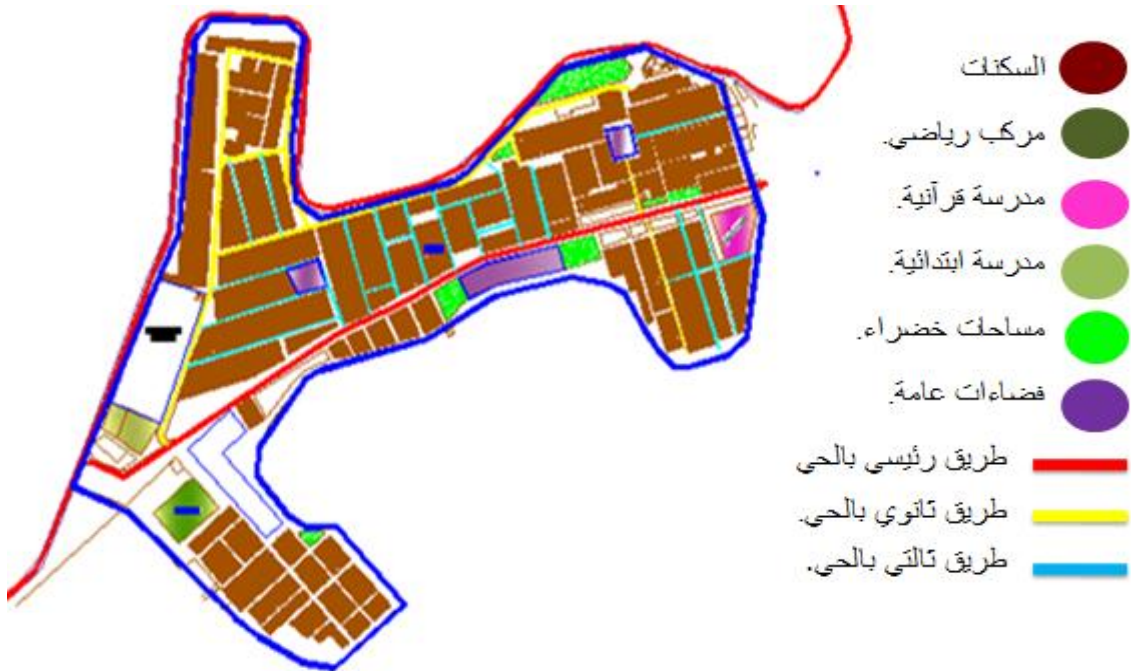 السكنات
مركب رياضي.
مدرسة قرآنية.
مدرسة ابتدائية.
مساحات خضراء.
فضاءات عامة.
طريق رئيسي بالحي
طريق ثانوي بالحي.
طريق ثالثي بالحي.